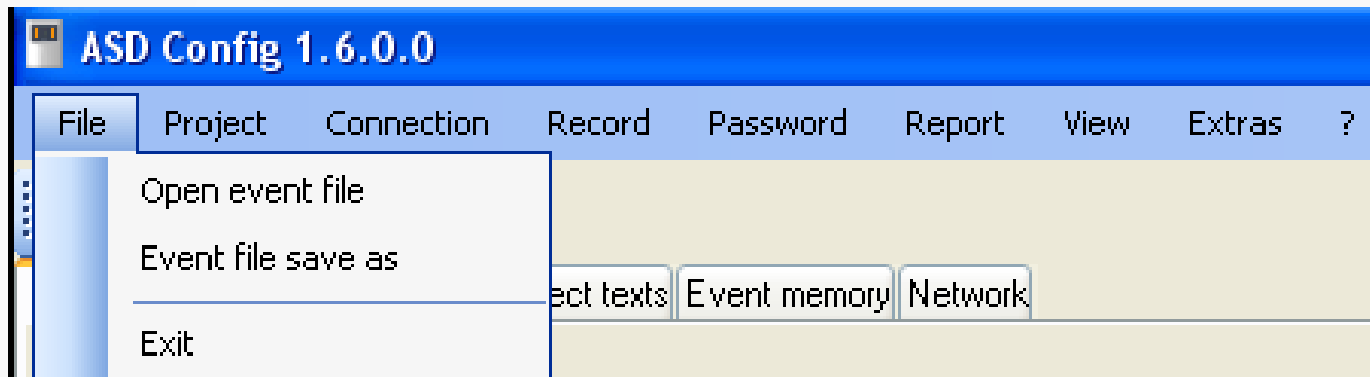 ASD Config 1.6.0.0
File Project Connection Record Password Report View Extras ?
Open event file
Event file save as
ect texts Event memory Network
Exit